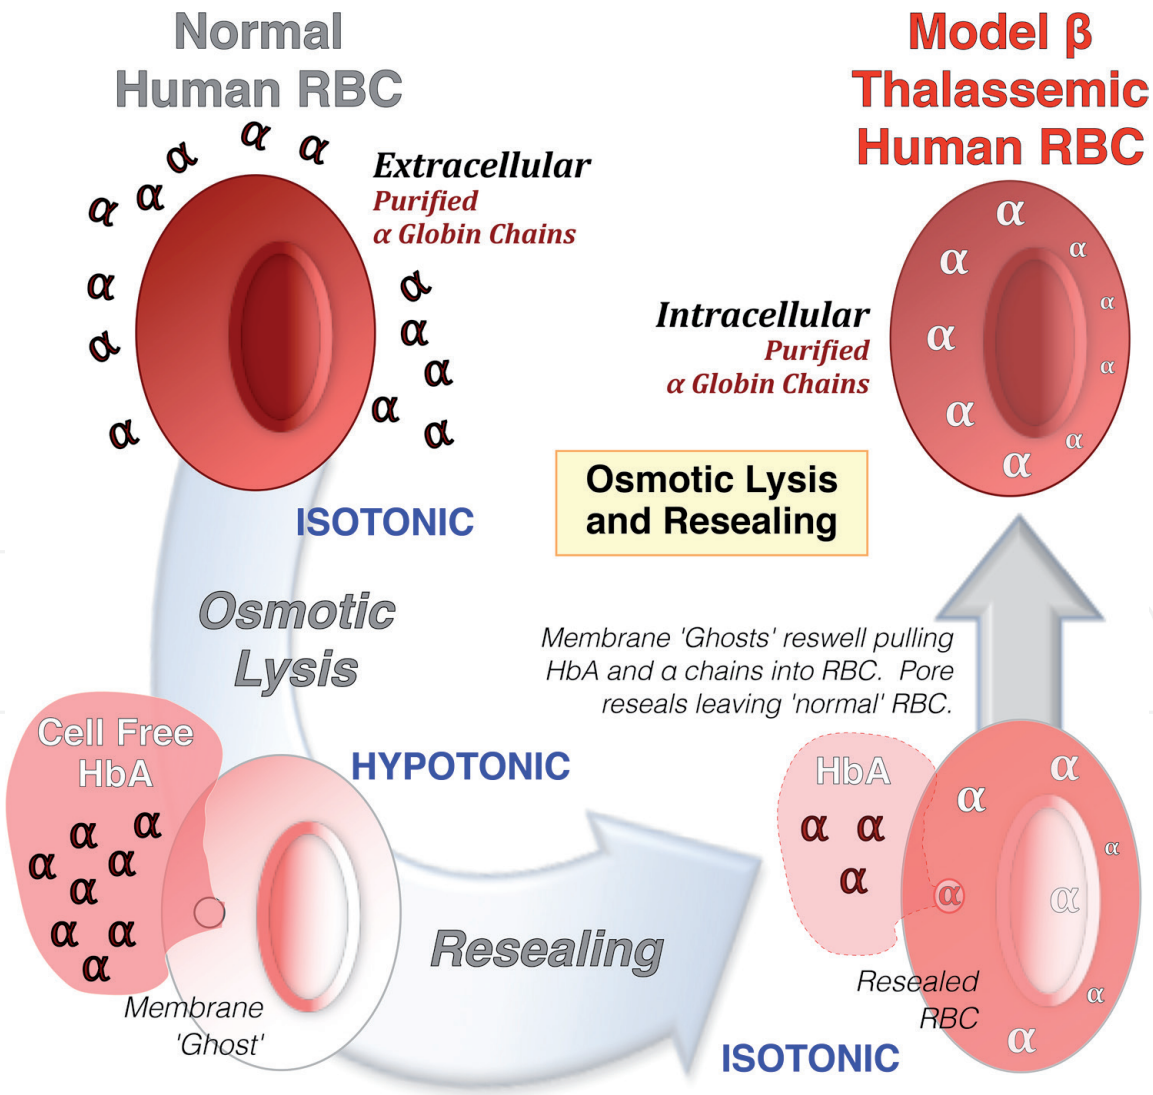 Normal
Human RBC
α α α α α α α α α α α α α
Extracellular
Purified
α Globin Chains
ISOTONIC
Osmotic
Lysis
Cell Free
HbA
α α α α α α α α α
Membrane
'Ghost'
HYPOTONIC
Resealing
ISOTONIC
Osmotic Lysis
and Resealing
Membrane 'Ghosts' reswell pulling
HbA and α chains into RBC. Pore
reseals leaving 'normal' RBC.
HbA
α α
α
α
α
α
α
α
α
α
Resealed
RBC
Model β
Thalassemic
Human RBC
Intracellular
Purified
α Globin Chains
α
α
α
α
α
α
α
α
α
α